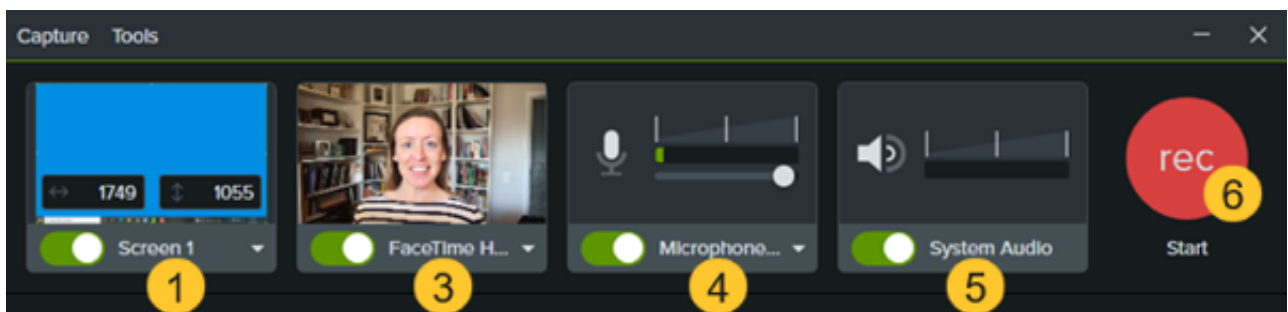 Capture Tools
1749 1055
rec
6
Screen 1 FaceTime H... Microphone... System Audio Start
1 3 4 5